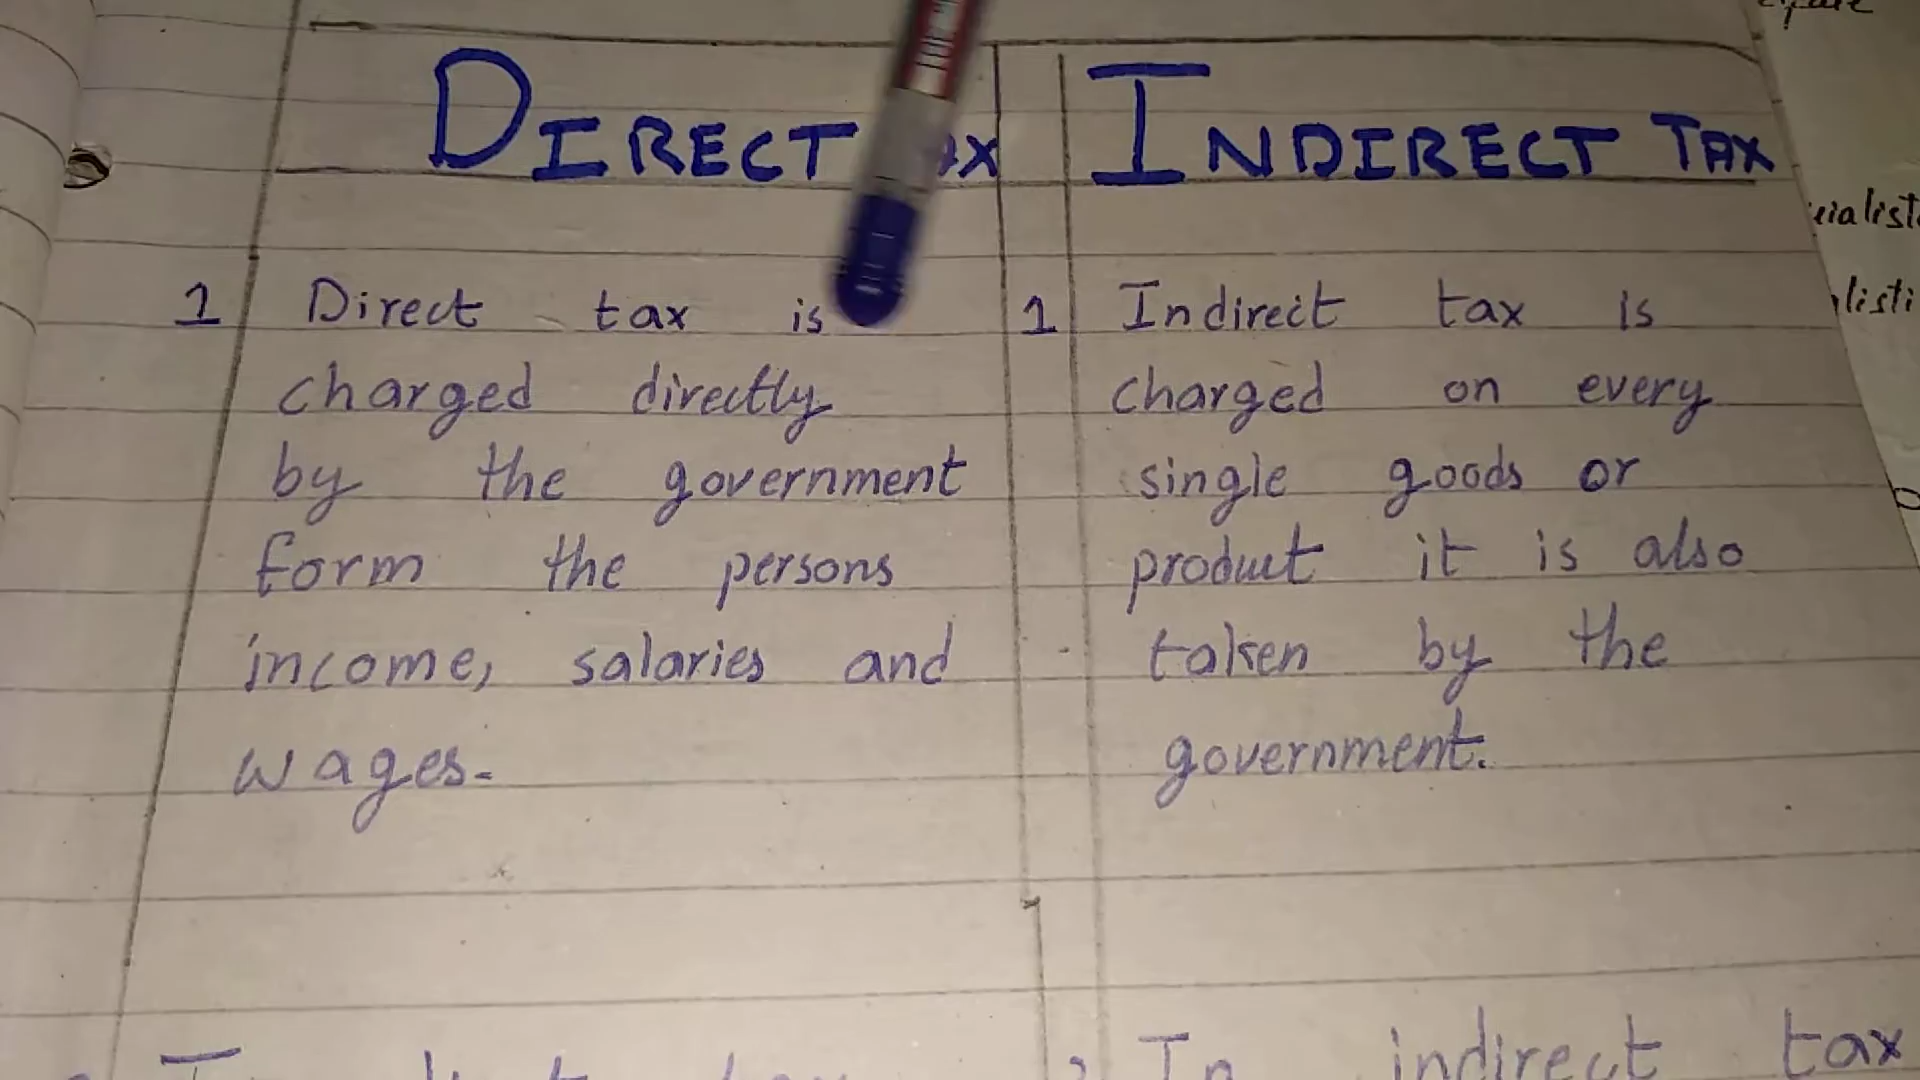 DIRECT
INDIRECT TAX
1 Direct tax is
charged directly
by the government
form the persons
income, salaries and
wages.
1 Indirect tax is
charged on every
single goods or
product it is also
taken by the
government.
In indirect tax